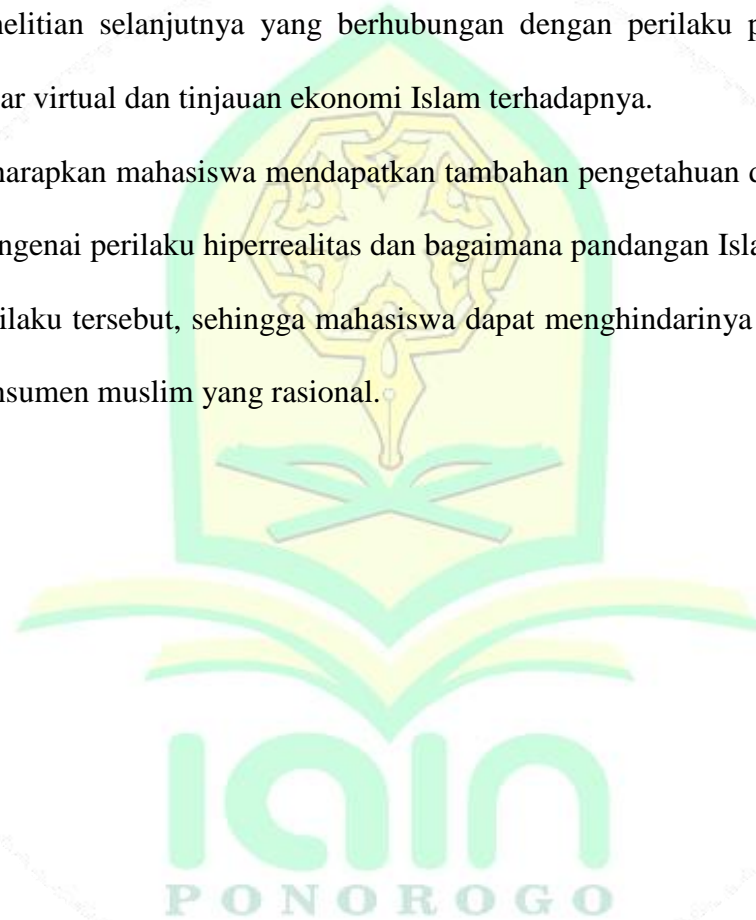 nelitian selanjutnya yang berhubungan dengan perilaku p
ar virtual dan tinjauan ekonomi Islam terhadapnya.
harapkan mahasiswa mendapatkan tambahan pengetahuan d
ngenai perilaku hiperrealitas dan bagaimana pandangan Isla
ilaku tersebut, sehingga mahasiswa dapat menghindarinya
nsumen muslim yang rasional.
iain
PONOROGO